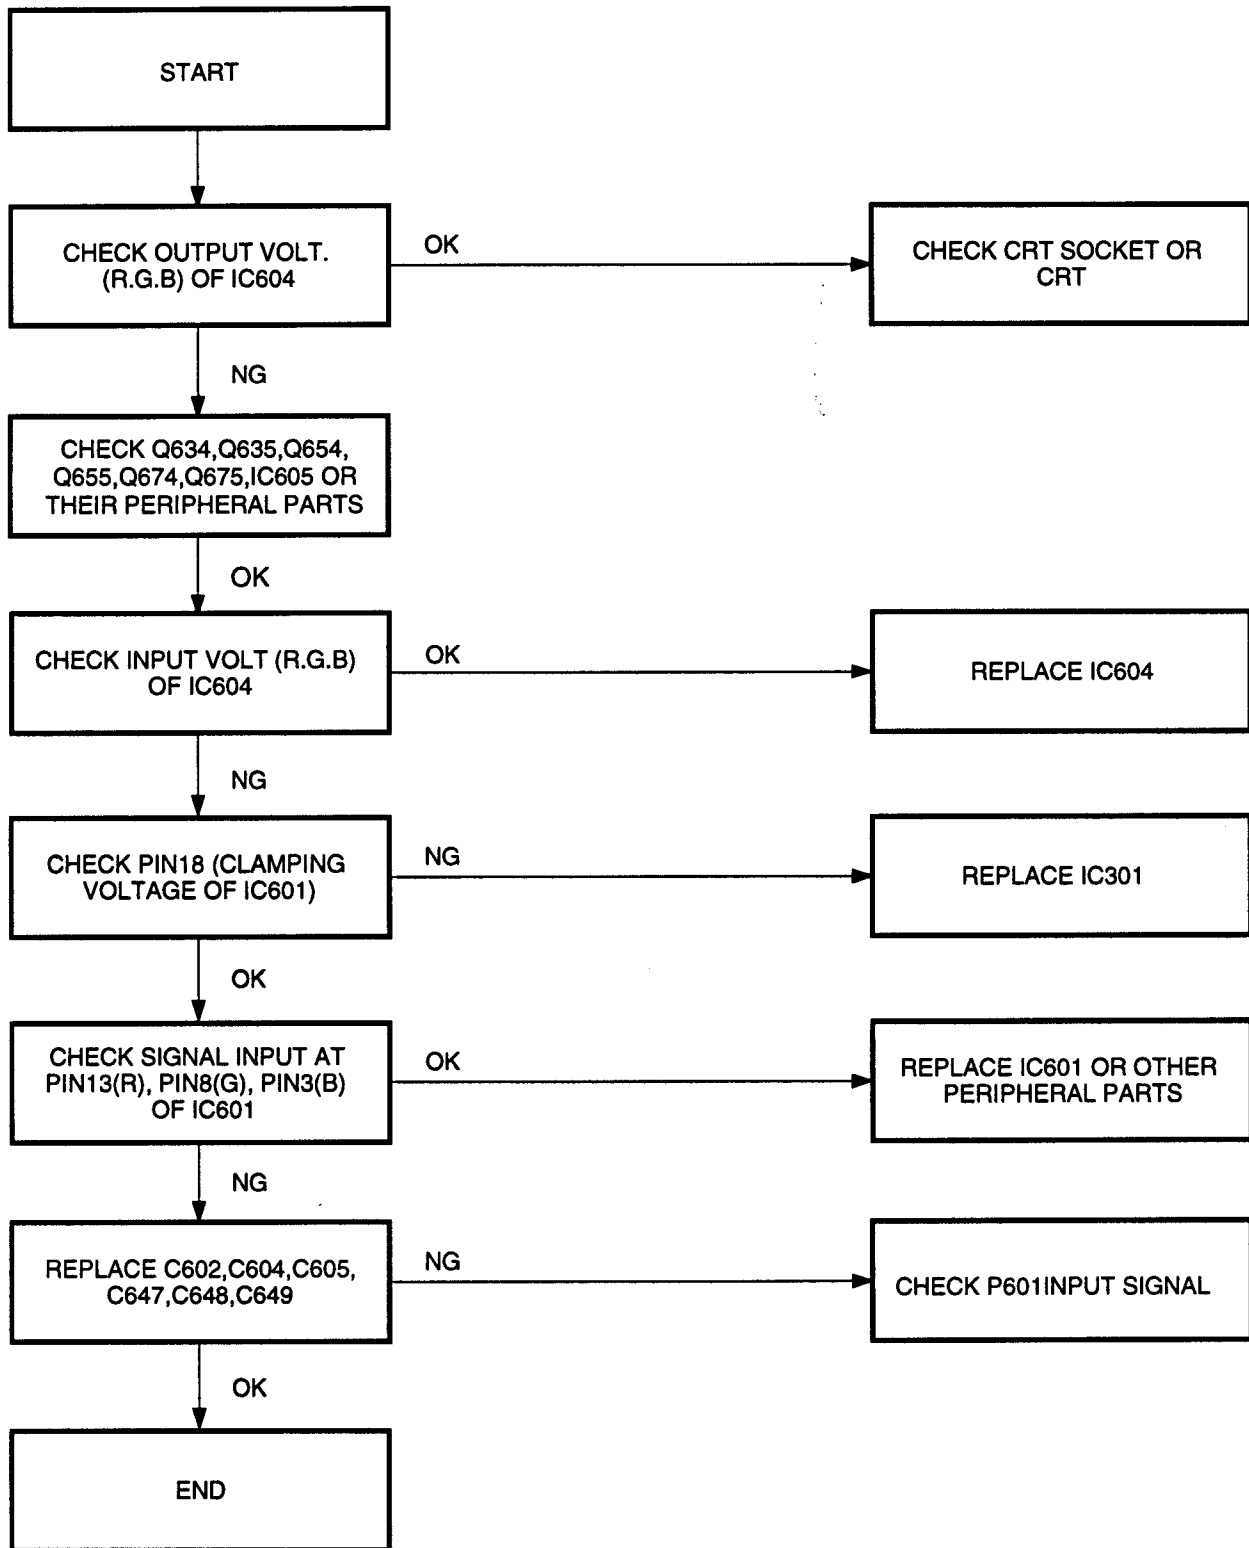 START
CHECK OUTPUT VOLT.
(R.G.B) OF IC604
OK
CHECK CRT SOCKET OR
CRT
NG
CHECK Q634,Q635,Q654,
Q655,Q674,Q675,IC605 OR
THEIR PERIPHERAL PARTS
OK
CHECK INPUT VOLT (R.G.B)
OF IC604
OK
REPLACE IC604
NG
CHECK PIN18 (CLAMPING
VOLTAGE OF IC601)
NG
REPLACE IC301
OK
CHECK SIGNAL INPUT AT
PIN13(R), PIN8(G), PIN3(B)
OF IC601
OK
REPLACE IC601 OR OTHER
PERIPHERAL PARTS
NG
REPLACE C602,C604,C605,
C647,C648,C649
NG
CHECK P601INPUT SIGNAL
OK
END